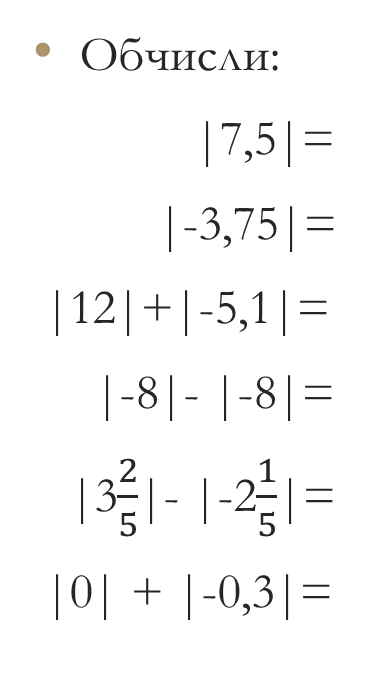 • Обчисли:
|7,5|=
|-3,75|=
|12|+|-5,1|=
|-8|- |-8|=
|3 2/5|- |-2 1/5|=
|0| + |-0,3|=